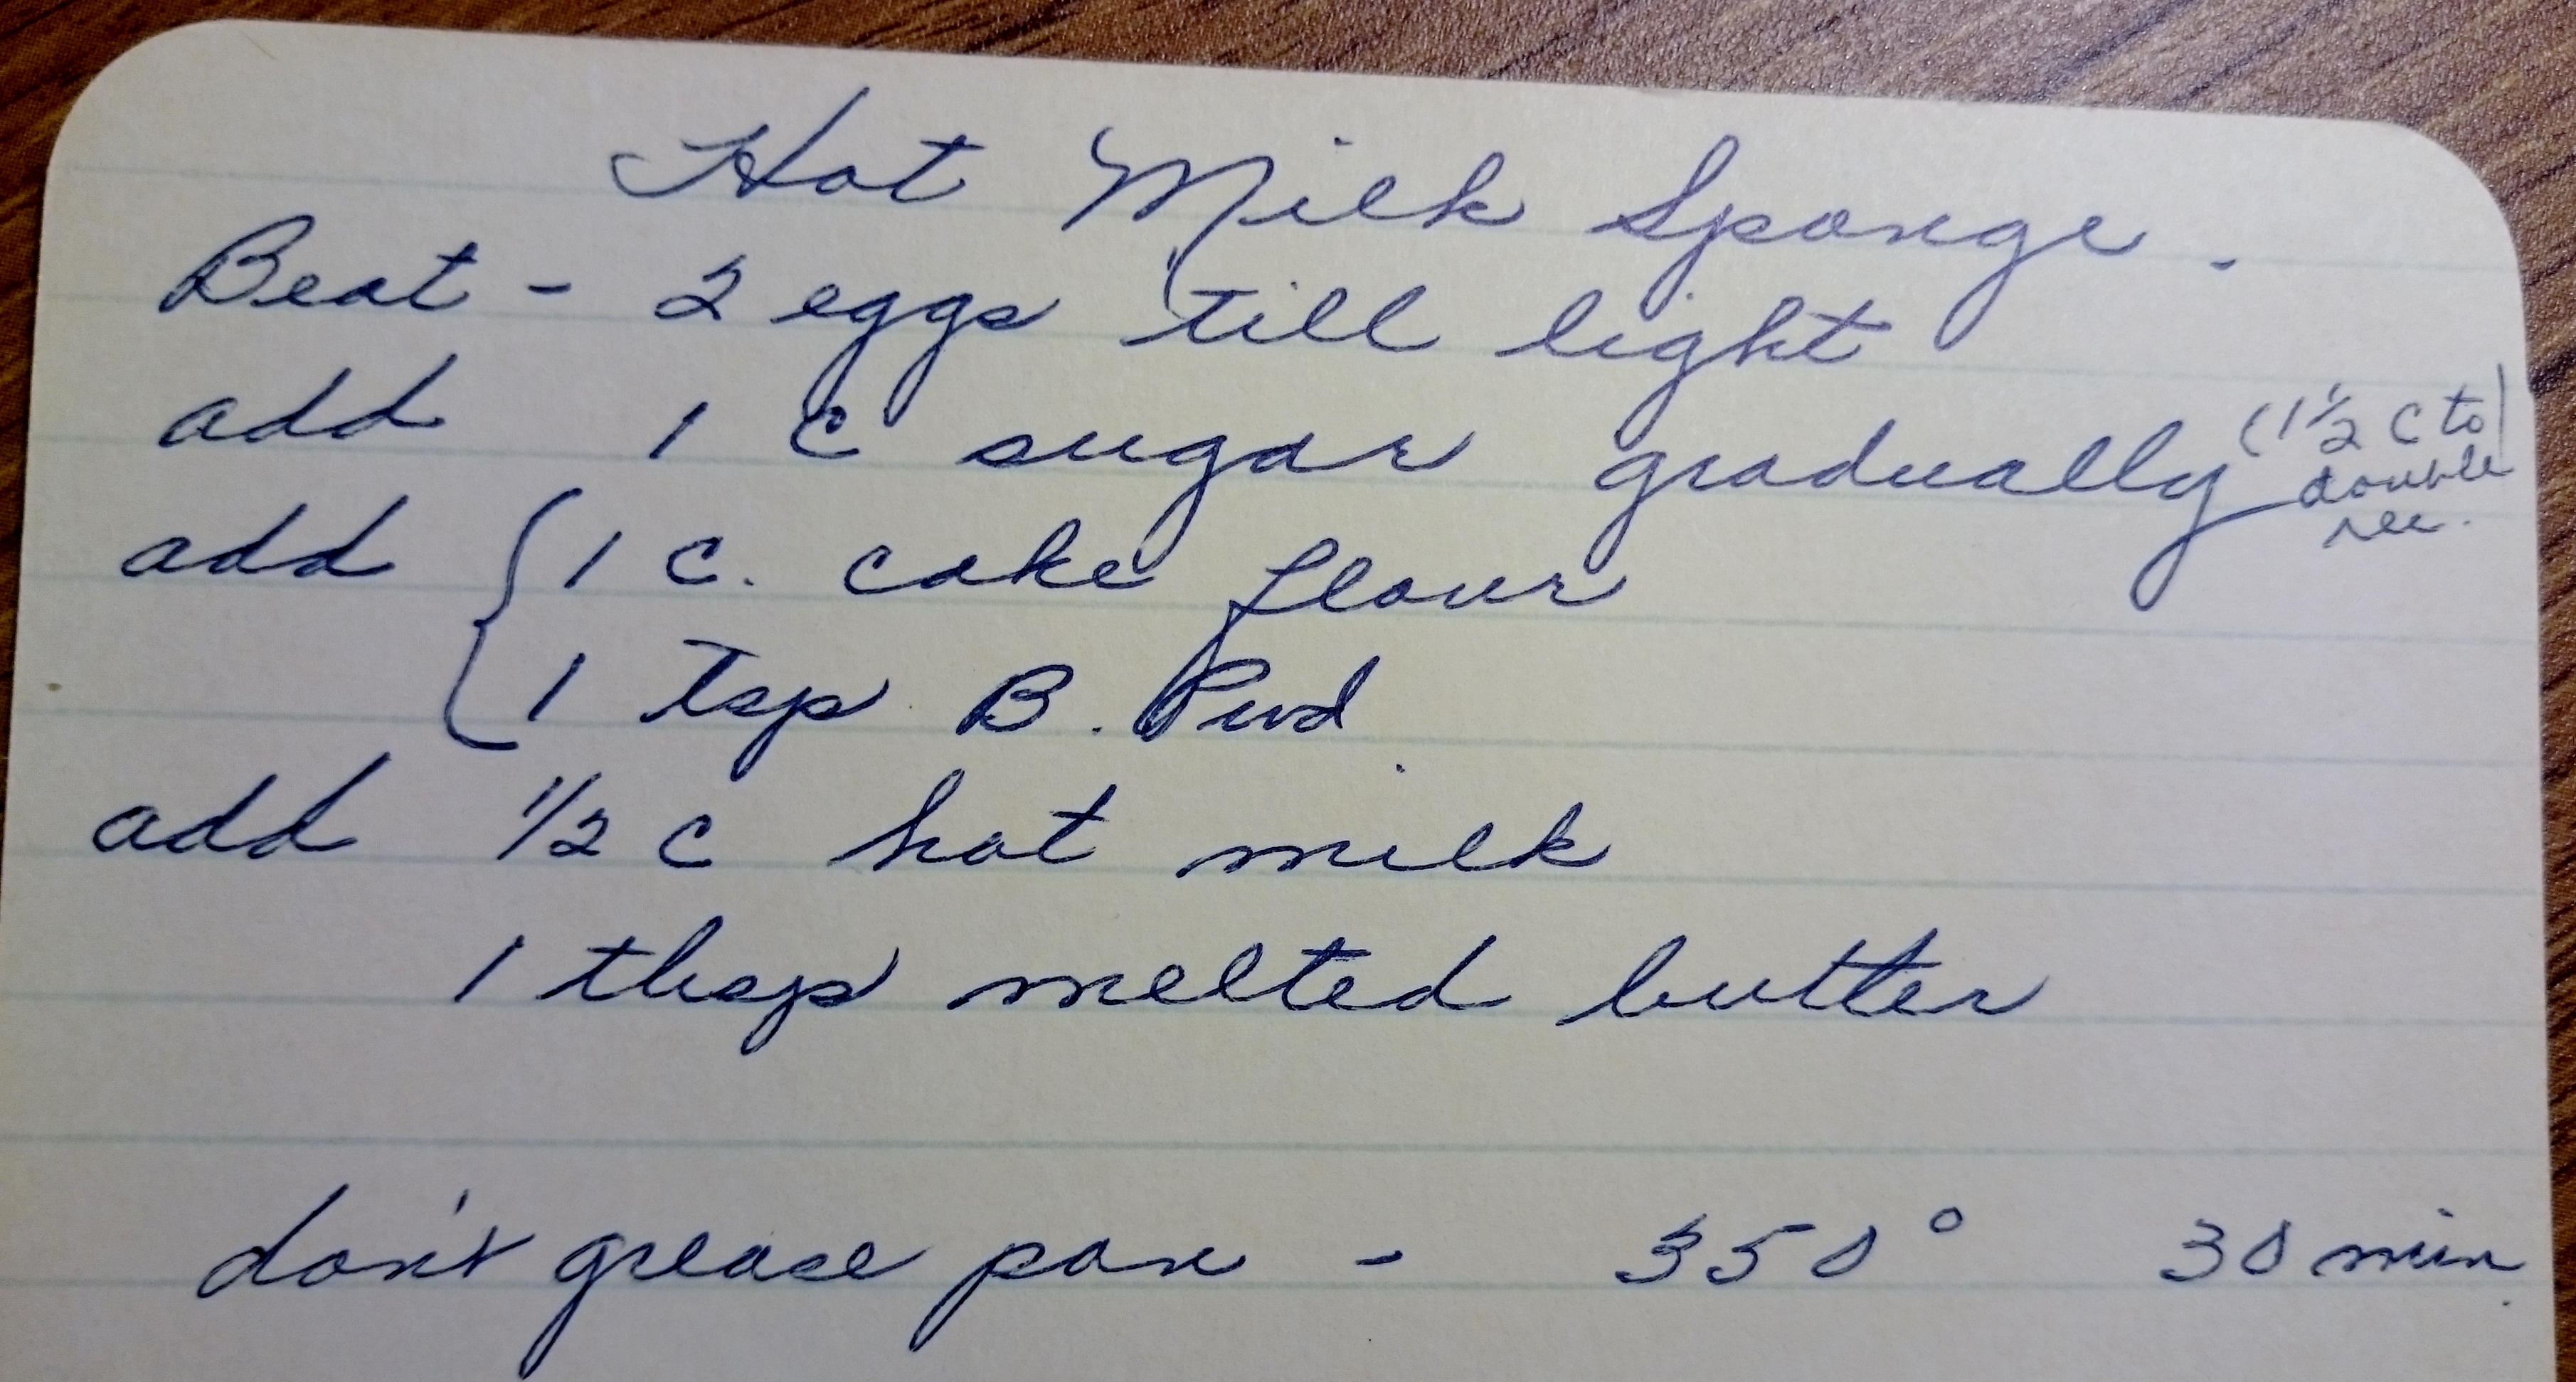 Hot Milk Sponge.
Beat - 2 eggs till light
add 1 C sugar gradually (1 1/2 C to
double
rec.
add { 1 C. cake flour
1 Tsp B. Pwd
add 1/2 C hot milk
1 tbsp melted butter
don't grease pan - 350° 30 min.